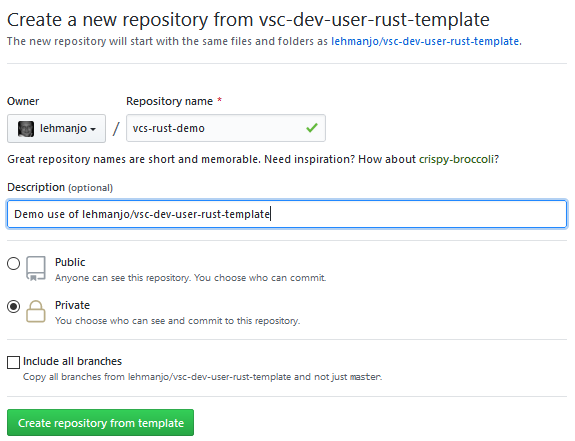 Create a new repository from vsc-dev-user-rust-template
The new repository will start with the same files and folders as lehmanjo/vsc-dev-user-rust-template.
Owner Repository name *
lehmanjo / vcs-rust-demo
Great repository names are short and memorable. Need inspiration? How about crispy-broccoli?
Description (optional)
Demo use of lehmanjo/vsc-dev-user-rust-template
Public
Anyone can see this repository. You choose who can commit.
Private
You choose who can see and commit to this repository.
Include all branches
Copy all branches from lehmanjo/vsc-dev-user-rust-template and not just master.
Create repository from template